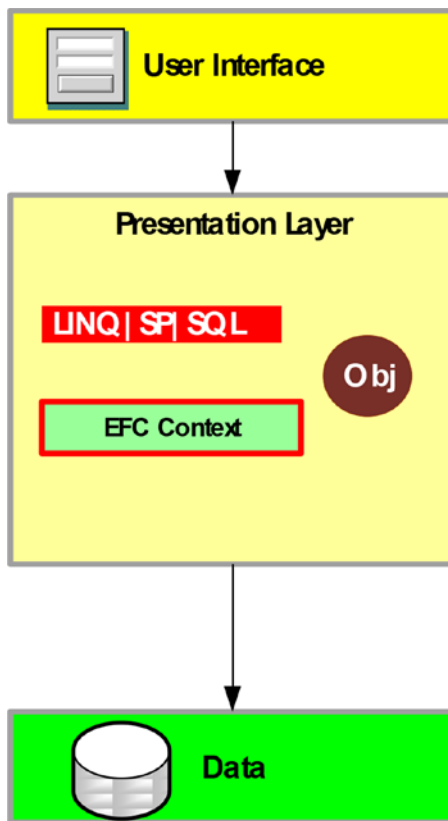 User Interface
Presentation Layer
LINQ| SP| SQL
Obj
EFC Context
Data